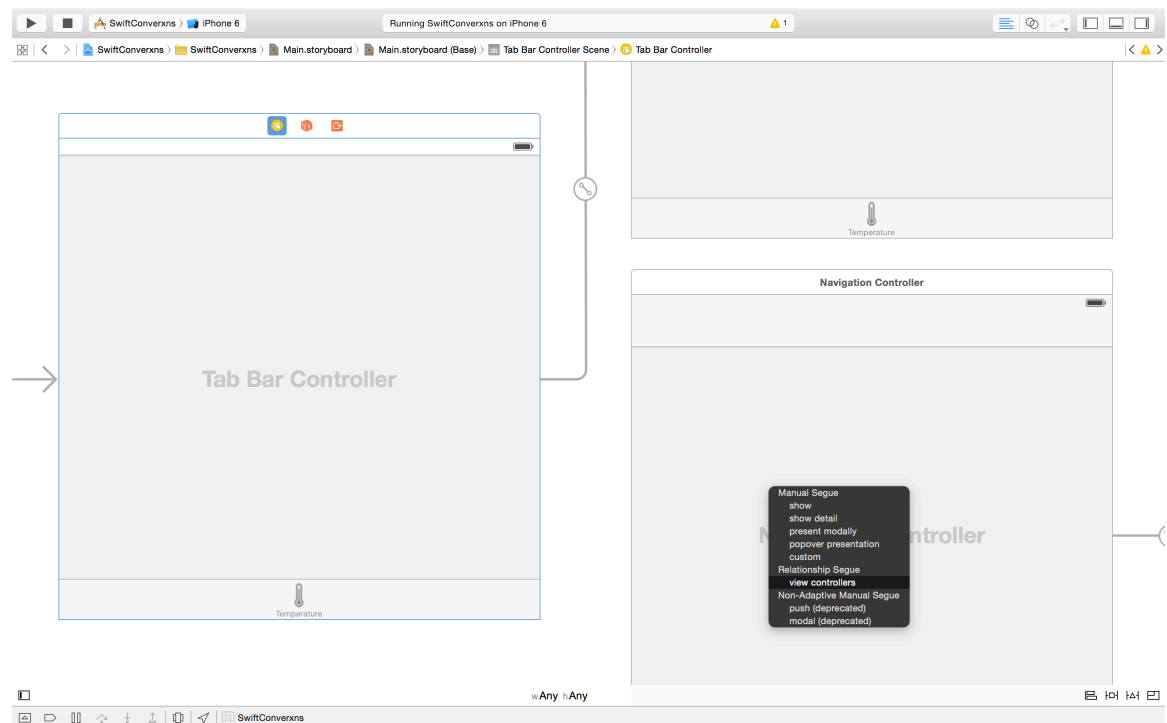 SwiftConverxns › iPhone 6
Running SwiftConverxns on iPhone 6
1
SwiftConverxns › SwiftConverxns › Main.storyboard › Main.storyboard (Base) › Tab Bar Controller Scene › Tab Bar Controller
Tab Bar Controller
Temperature
Temperature
Navigation Controller
ntroller
Manual Segue
show
show detail
present modally
popover presentation
custom
Relationship Segue
view controllers
Non-Adaptive Manual Segue
push (deprecated)
modal (deprecated)
wAny hAny
SwiftConverxns